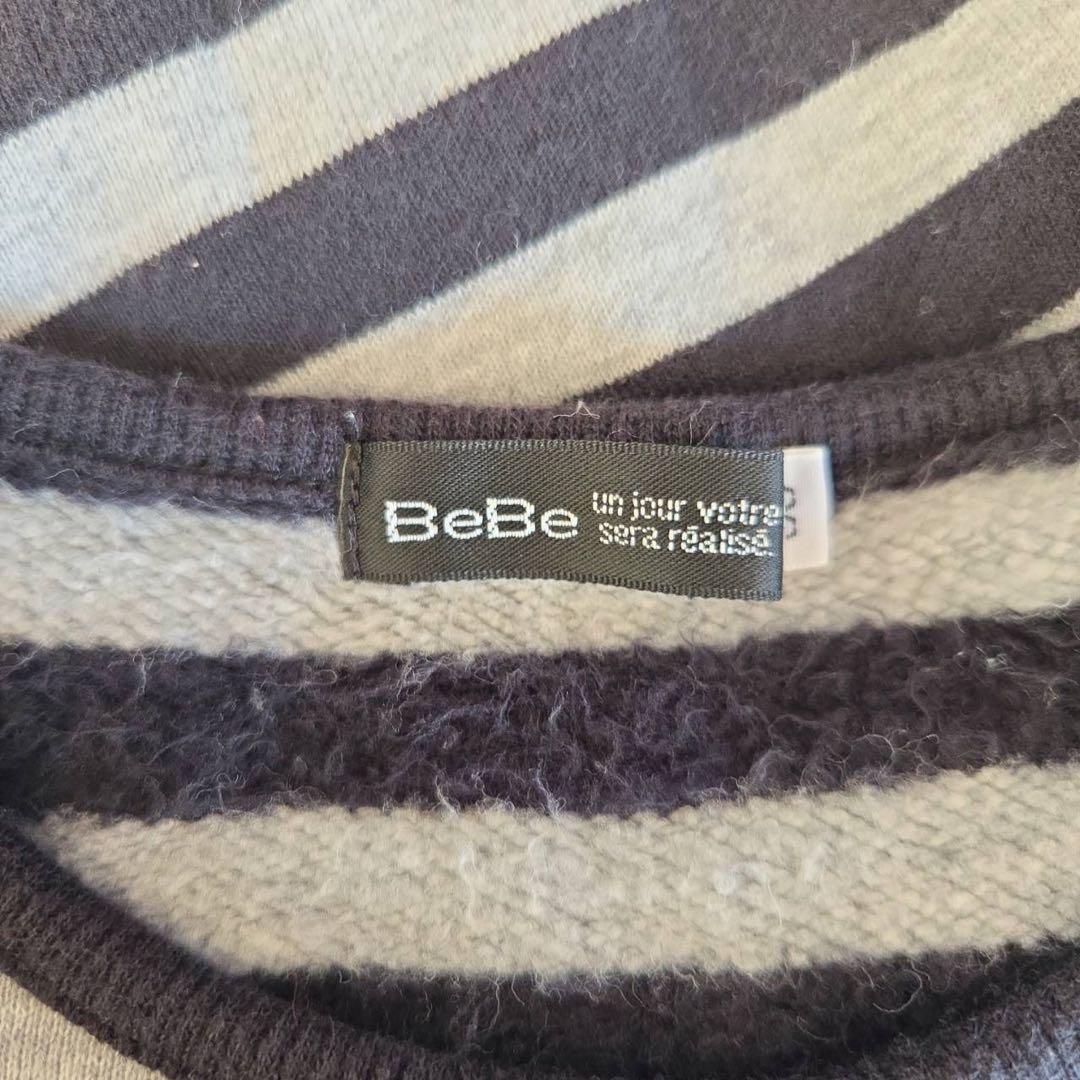 BeBe
un jour votre
sera réalisé.